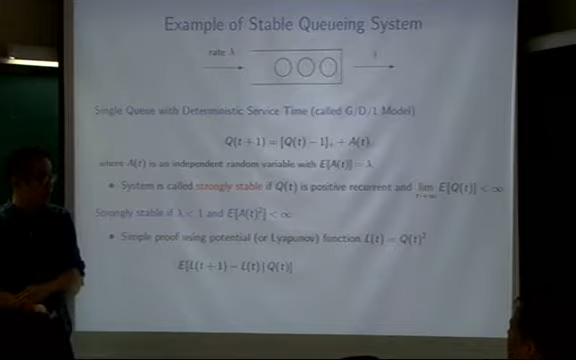 Example of Stable Queueing System
rate λ
Single Queue with Deterministic Service Time (called G/D/1 Model)
Q(t + 1) = [Q(t) − 1]₊ + A(t)
where A(t) is an independent random variable with E[A(t)] = λ.
• System is called strongly stable if Q(t) is positive recurrent and lim E[Q(t)] < ∞
t→∞
Strongly stable if λ < 1 and E[A(t)²] < ∞
• Simple proof using potential (or Lyapunov) function L(t) = Q(t)²
E[L(t + 1) − L(t) | Q(t)]